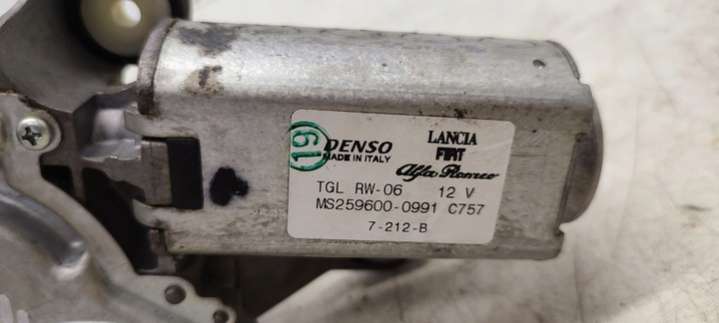 19
DENSO
MADE IN ITALY
LANCIA
FIAT
Alfa Romeo
TGL RW-06 12 V
MS259600-0991 C757
7-212-B